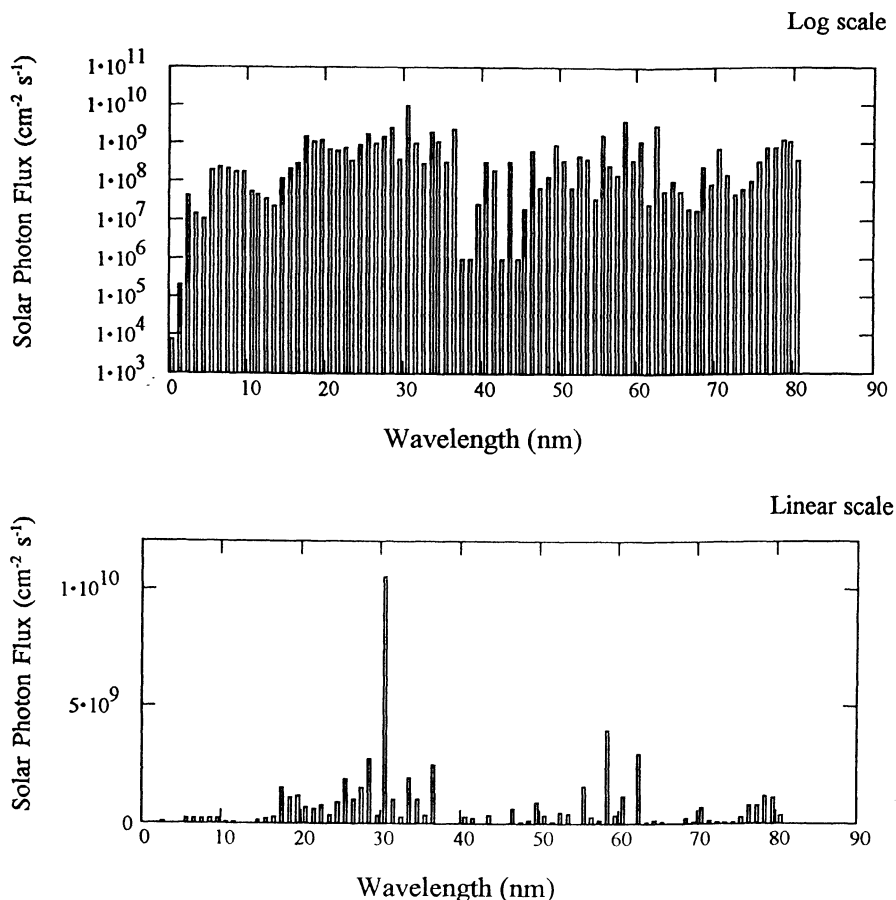 Log scale
Solar Photon Flux (cm⁻² s⁻¹)
1•10¹¹
1•10¹⁰
1•10⁹
1•10⁸
1•10⁷
1•10⁶
1•10⁵
1•10⁴
1•10³
0 10 20 30 40 50 60 70 80 90
Wavelength (nm)
Linear scale
Solar Photon Flux (cm⁻² s⁻¹)
1•10¹⁰
5•10⁹
0
0 10 20 30 40 50 60 70 80 90
Wavelength (nm)